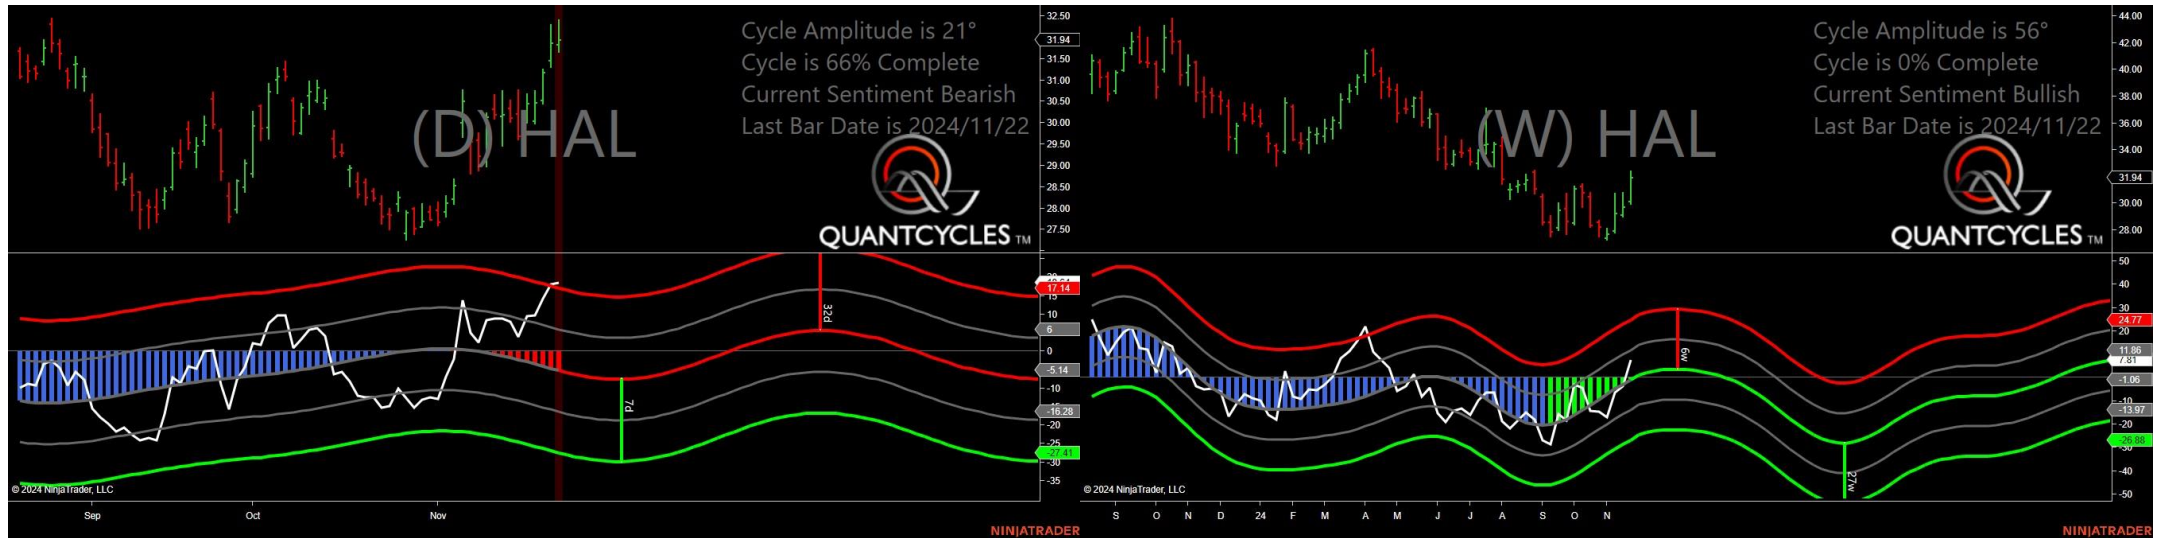 Cycle Amplitude is 21°
Cycle is 66% Complete
Current Sentiment Bearish
Last Bar Date is 2024/11/22
(D) HAL
QUANTCYCLES TM
32.50
31.94
31.50
31.00
30.50
30.00
29.50
29.00
28.50
28.00
27.50
17.14
15
6
0
-5.14
-10
-16.28
-20
-25
-27.41
-30
-35
32d
7d
© 2024 NinjaTrader, LLC
Sep Oct Nov
NINJATRADER
Cycle Amplitude is 56°
Cycle is 0% Complete
Current Sentiment Bullish
Last Bar Date is 2024/11/22
(W) HAL
QUANTCYCLES TM
44.00
42.00
40.00
38.00
36.00
34.00
31.94
30.00
28.00
50
40
30
24.77
20
11.86
7.81
-1.06
-10
-13.97
-20
-26.88
-40
-50
6w
27w
© 2024 NinjaTrader, LLC
S O N D 24 F M A M J J A S O N
NINJATRADER